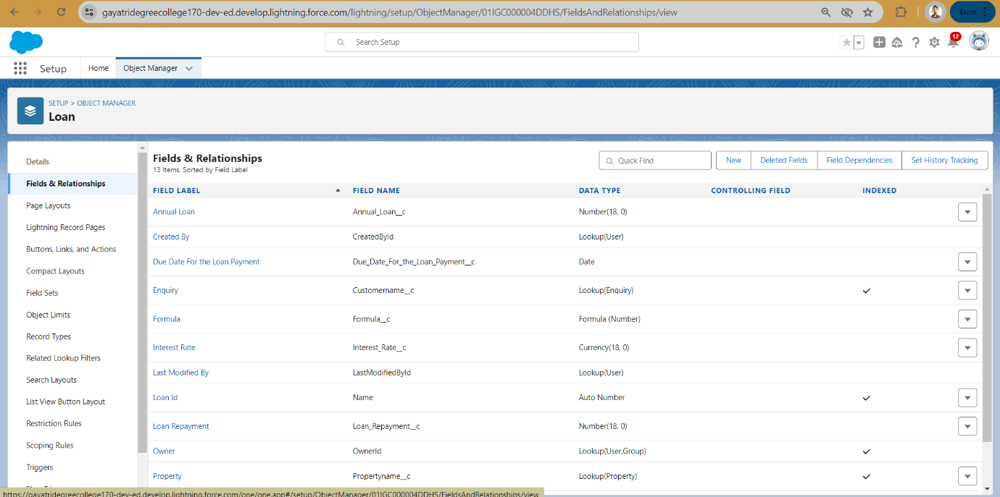 gayatridegreecollege170-dev-ed.develop.lightning.force.com/lightning/setup/ObjectManager/01IGC000004DDHS/FieldsAndRelationships/view
Error
Search Setup
12
Setup Home Object Manager
SETUP > OBJECT MANAGER
Loan
Details
Fields & Relationships
Page Layouts
Lightning Record Pages
Buttons, Links, and Actions
Compact Layouts
Field Sets
Object Limits
Record Types
Related Lookup Filters
Search Layouts
List View Button Layout
Restriction Rules
Scoping Rules
Triggers
Fields & Relationships
13 Items, Sorted by Field Label
Quick Find New Deleted Fields Field Dependencies Set History Tracking
FIELD LABEL FIELD NAME DATA TYPE CONTROLLING FIELD INDEXED
Annual Loan Annual_Loan__c Number(18, 0)
Created By CreatedById Lookup(User)
Due Date For the Loan Payment Due_Date_For_the_Loan_Payment__c Date
Enquiry Customername__c Lookup(Enquiry)
Formula Formula__c Formula (Number)
Interest Rate Interest_Rate__c Currency(18, 0)
Last Modified By LastModifiedById Lookup(User)
Loan Id Name Auto Number
Loan Repayment Loan_Repayment__c Number(18, 0)
Owner OwnerId Lookup(User,Group)
Property Propertyname__c Lookup(Property)
https://gayatridegreecollege170-dev-ed.develop.lightning.force.com/one/one.app#/setup/ObjectManager/01IGC000004DDHS/FieldsAndRelationships/view